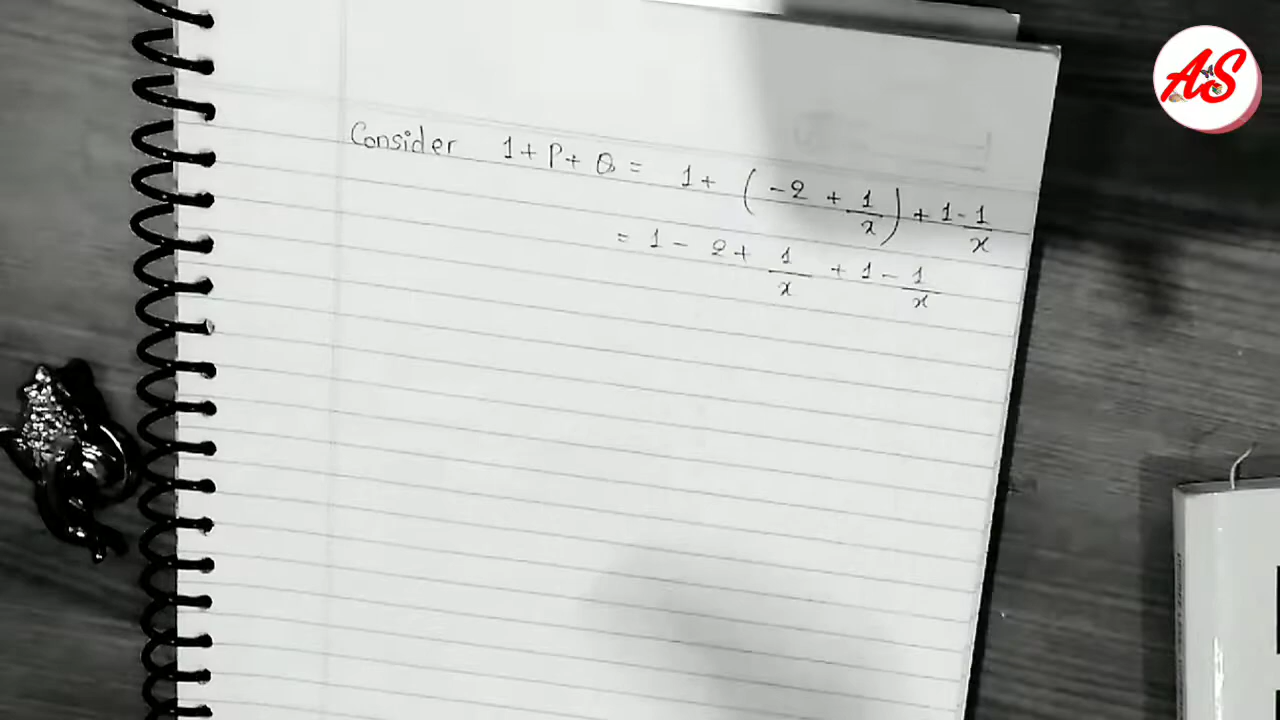 Consider 1 + P + Q = 1 + ( -2 + 1/x ) + 1 - 1/x
= 1 - 2 + 1/x + 1 - 1/x
AS